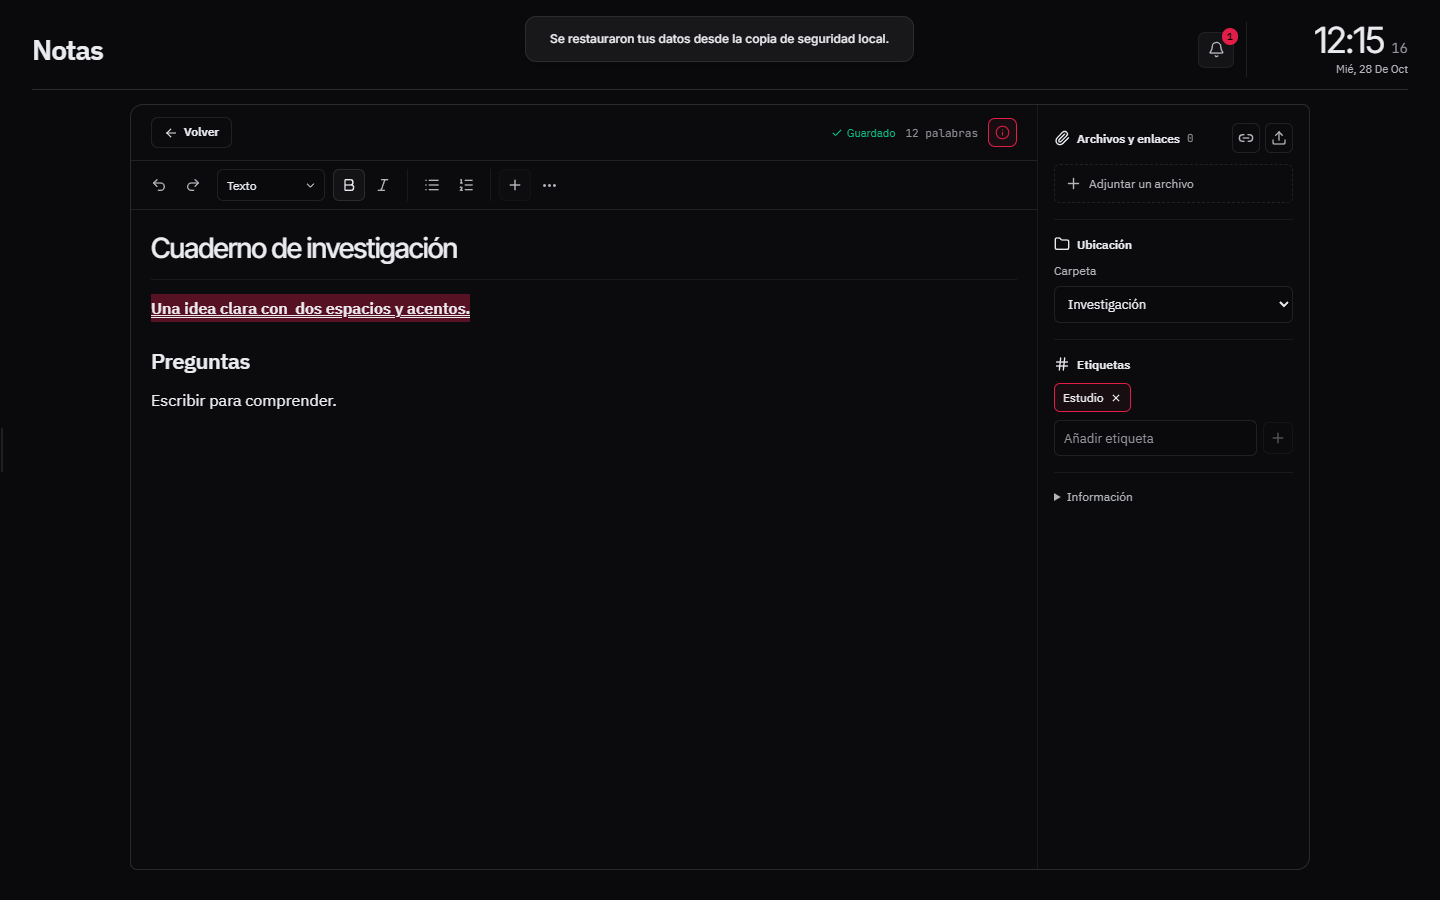 Notas
Se restauraron tus datos desde la copia de seguridad local.
1
12:15 16
Mié, 28 De Oct
Volver
Guardado 12 palabras
Texto
B I
Cuaderno de investigación
Una idea clara con  dos espacios y acentos.
Preguntas
Escribir para comprender.
Archivos y enlaces 0
Adjuntar un archivo
Ubicación
Carpeta
Investigación
Etiquetas
Estudio
Añadir etiqueta
Información